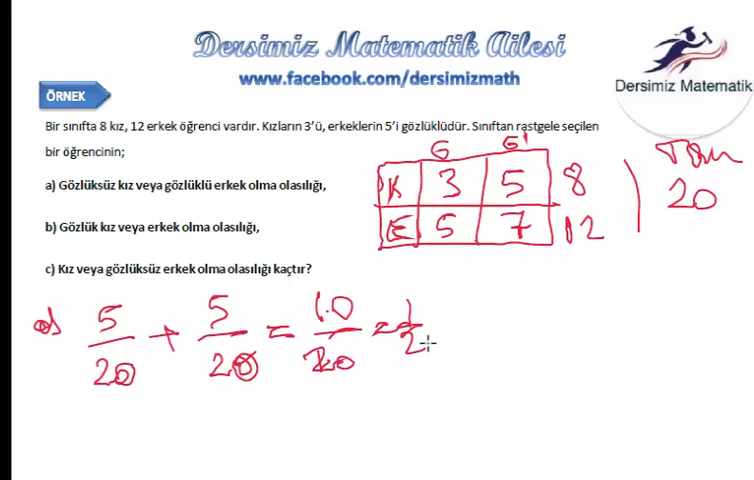 Dersimiz Matematik Ailesi
www.facebook.com/dersimizmath
Dersimiz Matematik
ÖRNEK
Bir sınıfta 8 kız, 12 erkek öğrenci vardır. Kızların 3'ü, erkeklerin 5'i gözlüklüdür. Sınıftan rastgele seçilen
bir öğrencinin;
a) Gözlüksüz kız veya gözlüklü erkek olma olasılığı,
b) Gözlük kız veya erkek olma olasılığı,
c) Kız veya gözlüksüz erkek olma olasılığı kaçtır?
G G'
K 3 5 8
E 5 7 12
Tüm
20
a) 5/20 + 5/20 = 10/20 = 1/2